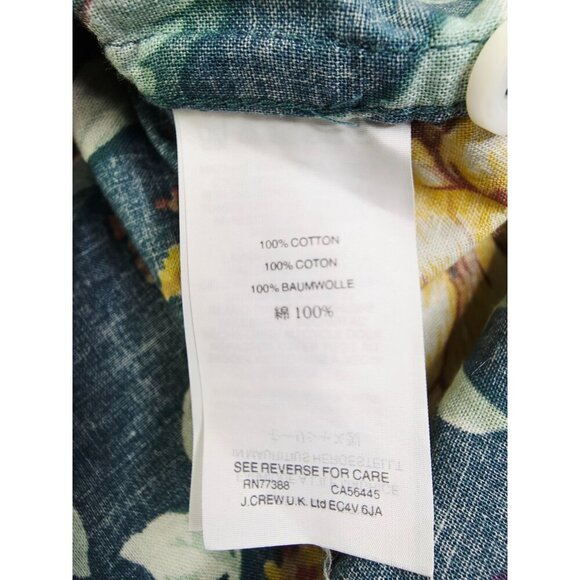 100% COTTON
100% COTON
100% BAUMWOLLE
綿 100%
SEE REVERSE FOR CARE
RN77388 CA56445
J.CREW U.K. Ltd EC4V 6JA